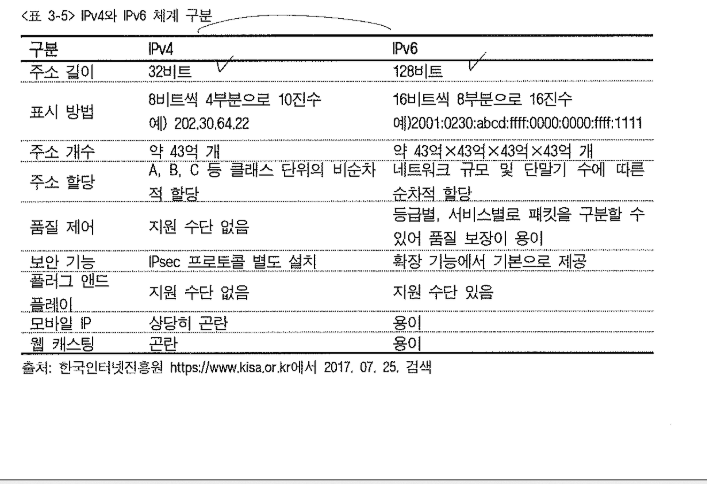 <표 3-5> IPv4와 IPv6 체계 구분
구분 IPv4 IPv6
주소 길이 32비트 128비트
표시 방법 8비트씩 4부분으로 10진수 16비트씩 8부분으로 16진수
예) 202.30.64.22 예)2001:0230:abcd:ffff:0000:0000:ffff:1111
주소 개수 약 43억 개 약 43억×43억×43억×43억 개
주소 할당 A, B, C 등 클래스 단위의 비순차 네트워크 규모 및 단말기 수에 따른
적 할당 순차적 할당
품질 제어 지원 수단 없음 등급별, 서비스별로 패킷을 구분할 수
있어 품질 보장이 용이
보안 기능 IPsec 프로토콜 별도 설치 확장 기능에서 기본으로 제공
플러그 앤드
플레이 지원 수단 없음 지원 수단 있음
모바일 IP 상당히 곤란 용이
웹 캐스팅 곤란 용이
출처: 한국인터넷진흥원 https://www.kisa.or.kr에서 2017. 07. 25. 검색